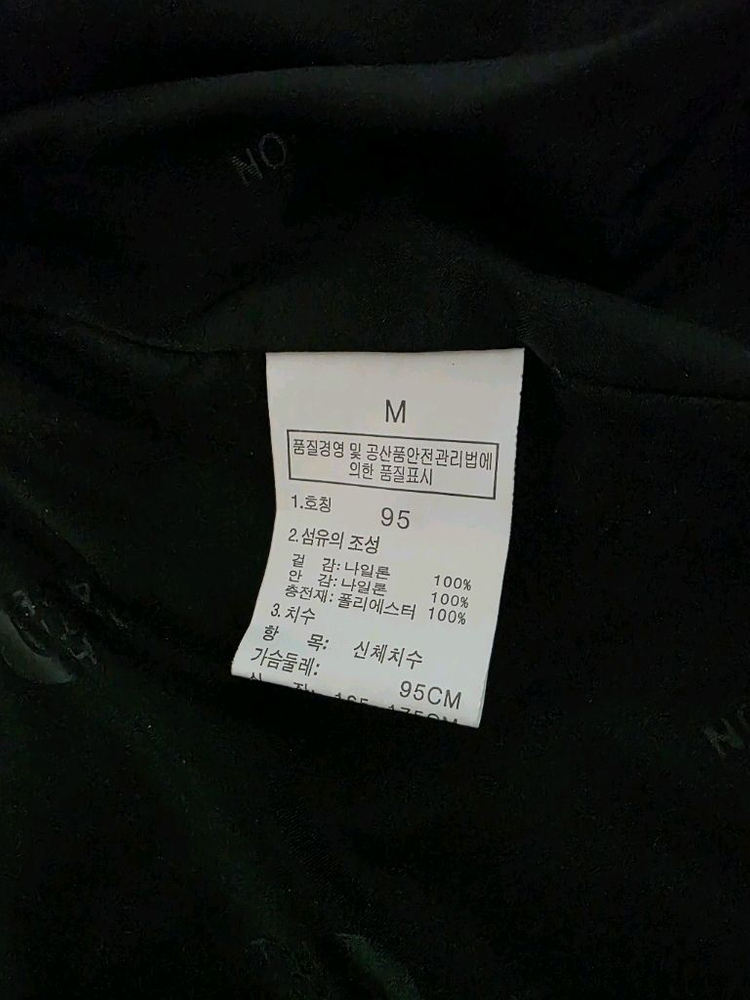 NO
M
품질경영 및 공산품안전관리법에
의한 품질표시
1.호칭 95
2.섬유의 조성
겉 감:나일론 100%
안 감:나일론 100%
충전재:폴리에스터 100%
3.치수
항 목: 신체치수
가슴둘레: 95CM